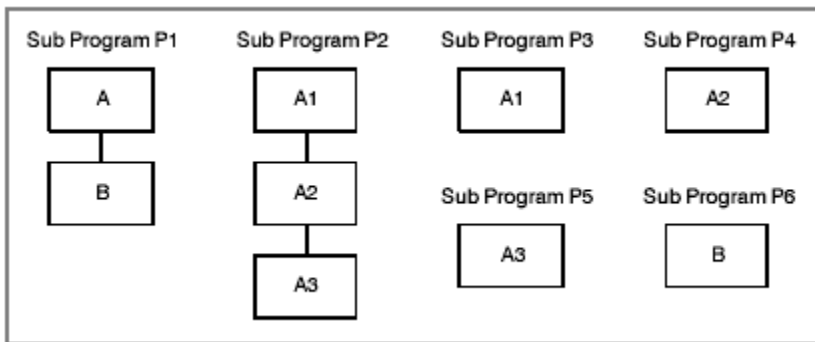 Sub Program P1
Sub Program P2
Sub Program P3
Sub Program P4
A
A1
A1
A2
B
A2
Sub Program P5
Sub Program P6
A3
A3
B